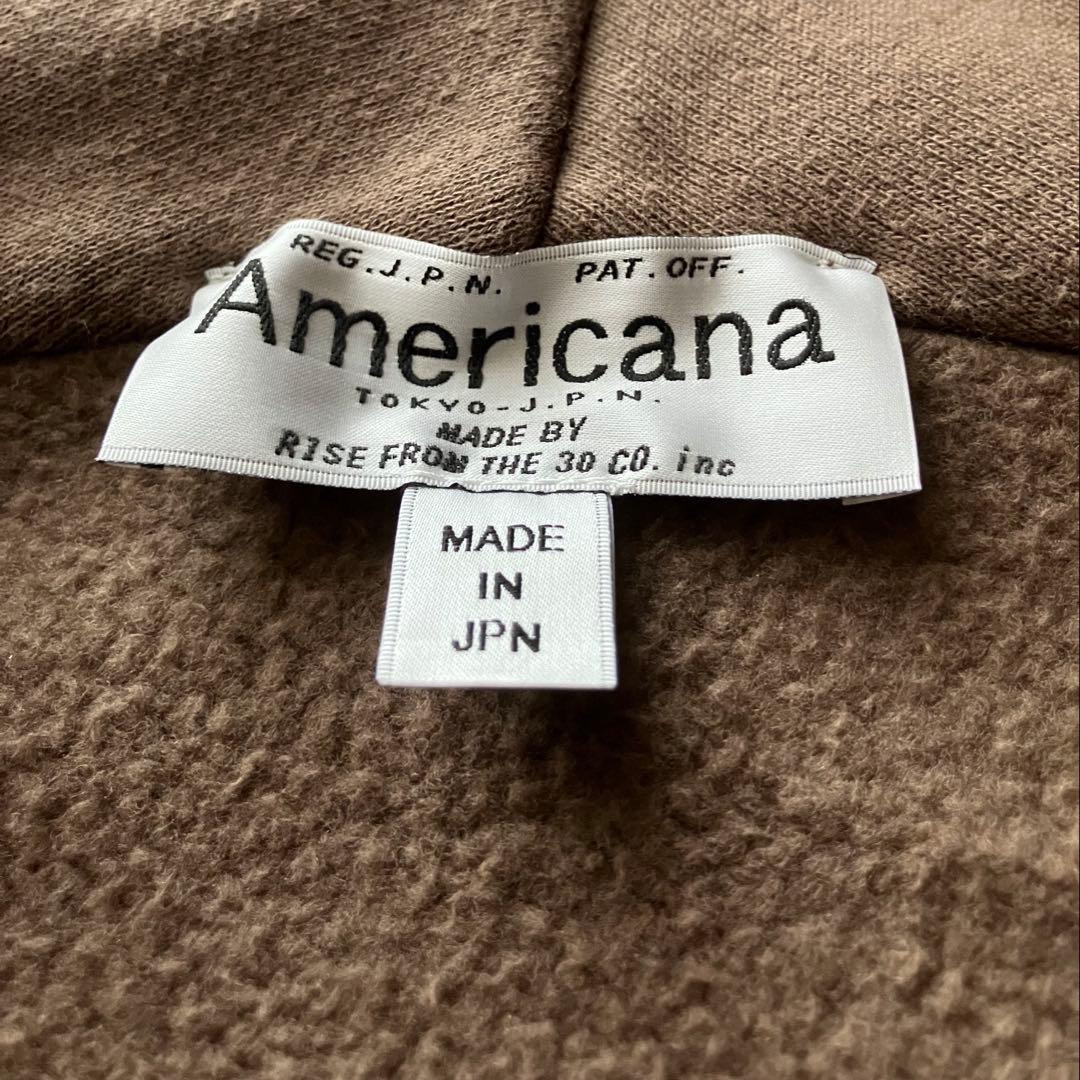 REG.J.P.N. PAT.OFF.
Americana
TOKYO-J.P.N.
MADE BY
RISE FROM THE 30 CO. inc
MADE
IN
JPN